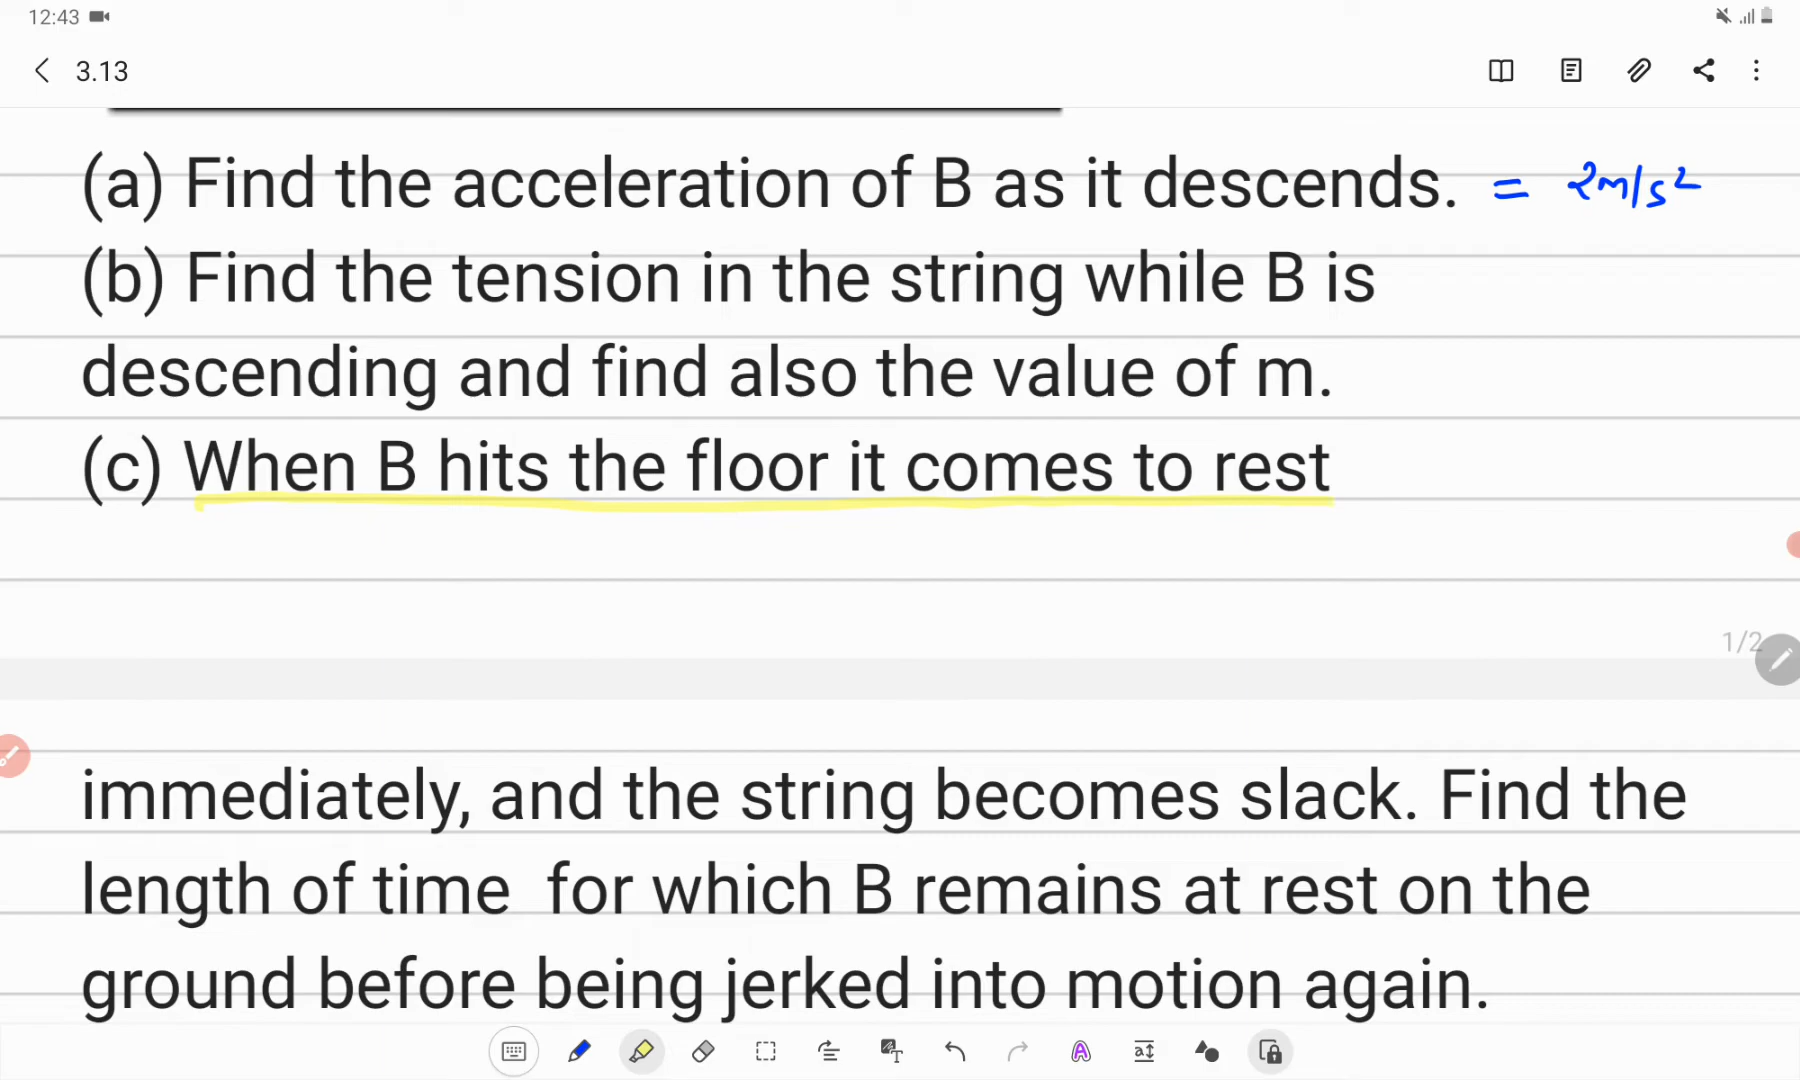 12:43
3.13
(a) Find the acceleration of B as it descends. = 2m/s²
(b) Find the tension in the string while B is
descending and find also the value of m.
(c) When B hits the floor it comes to rest
1/2
immediately, and the string becomes slack. Find the
length of time for which B remains at rest on the
ground before being jerked into motion again.